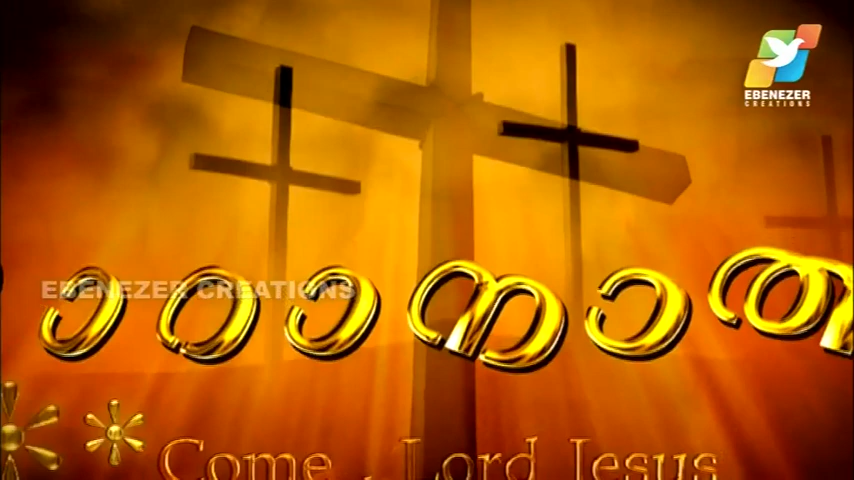 EBENEZER
CREATIONS
EBENEZER CREATIONS
ാറാനാ
Come . Lord Jesus